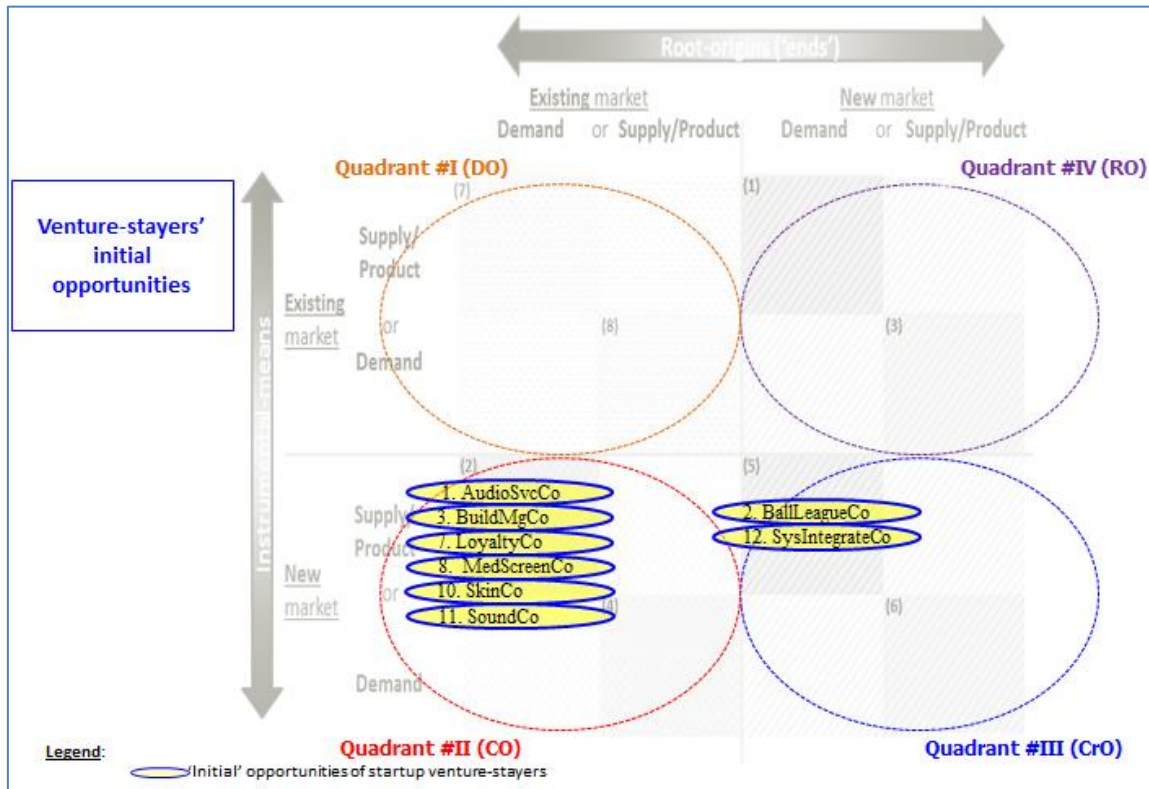 Root-origins ('ends')
Existing market
New market
Demand or Supply/Product
Demand or Supply/Product
Quadrant #I (DO)
Quadrant #IV (RO)
Venture-stayers'
initial
opportunities
Instrumental-means
(7)
(1)
Supply/
Product
Existing
market
or
Demand
(8)
(3)
(2)
(5)
1. AudioSvcCo
3. BuildMgCo
7. LoyaltyCo
8. MedScreenCo
10. SkinCo
11. SoundCo
2. BallLeagueCo
12. SysIntegrateCo
Supply/
Product
New
market
or
Demand
(4)
(6)
Quadrant #II (CO)
Quadrant #III (CrO)
Legend:
'Initial' opportunities of startup venture-stayers